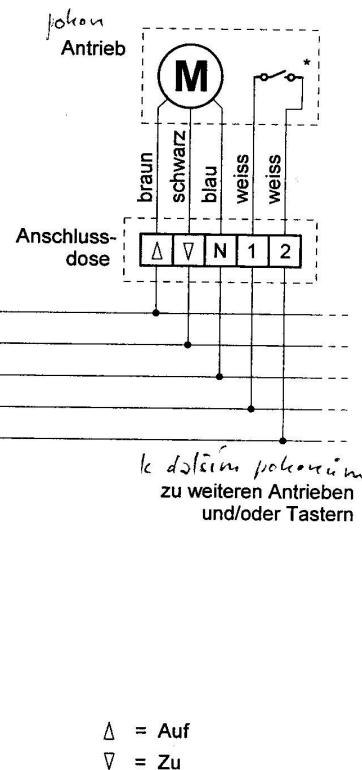 pohon
Antrieb
M
*
braun
schwarz
blau
weiss
weiss
Anschluss-
dose
△ ▽ N 1 2
k dalším pohonům
zu weiteren Antrieben
und/oder Tastern
△ = Auf
▽ = Zu